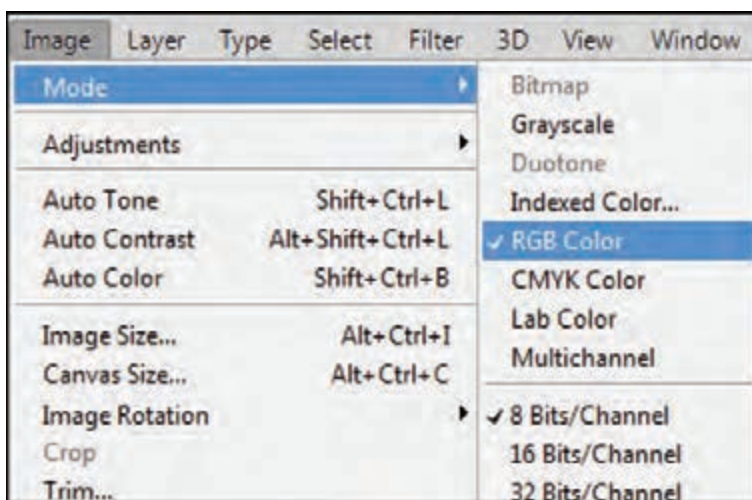 Image Layer Type Select Filter 3D View Window
Mode
Adjustments
Auto Tone Shift+Ctrl+L
Auto Contrast Alt+Shift+Ctrl+L
Auto Color Shift+Ctrl+B
Image Size... Alt+Ctrl+I
Canvas Size... Alt+Ctrl+C
Image Rotation
Crop
Trim...
Bitmap
Grayscale
Duotone
Indexed Color...
RGB Color
CMYK Color
Lab Color
Multichannel
8 Bits/Channel
16 Bits/Channel
32 Bits/Channel